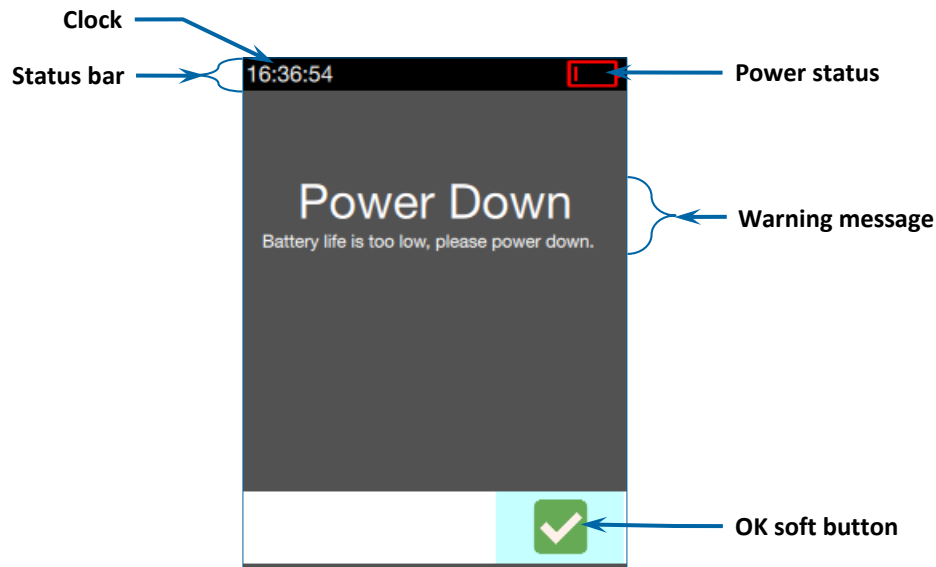 Clock
Status bar
16:36:54
Power status
Power Down
Battery life is too low, please power down.
Warning message
OK soft button